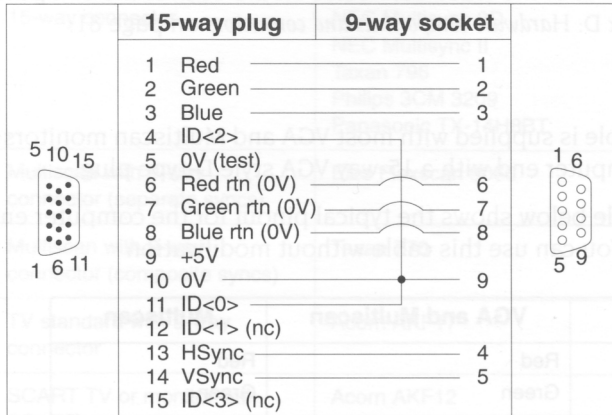 15-way plug 9-way socket
1 Red 1
2 Green 2
3 Blue 3
4 ID<2>
5 0V (test)
6 Red rtn (0V) 6
7 Green rtn (0V) 7
8 Blue rtn (0V) 8
9 +5V
10 0V 9
11 ID<0>
12 ID<1> (nc)
13 HSync 4
14 VSync 5
15 ID<3> (nc)
5 10 15
1 6 11
1 6
5 9